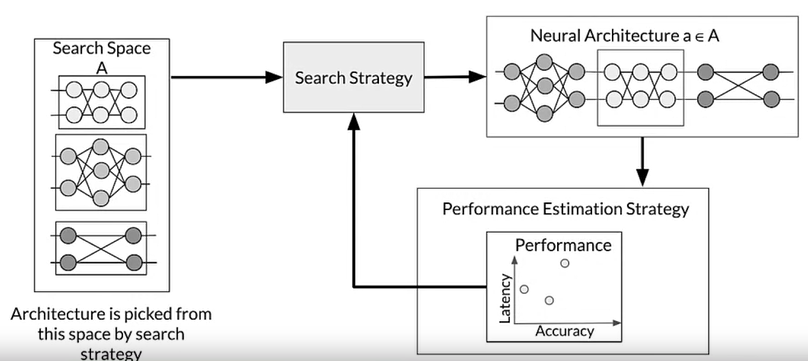 Search Space
A
Architecture is picked from
this space by search
strategy
Search Strategy
Neural Architecture a ∈ A
Performance Estimation Strategy
Performance
Latency
Accuracy